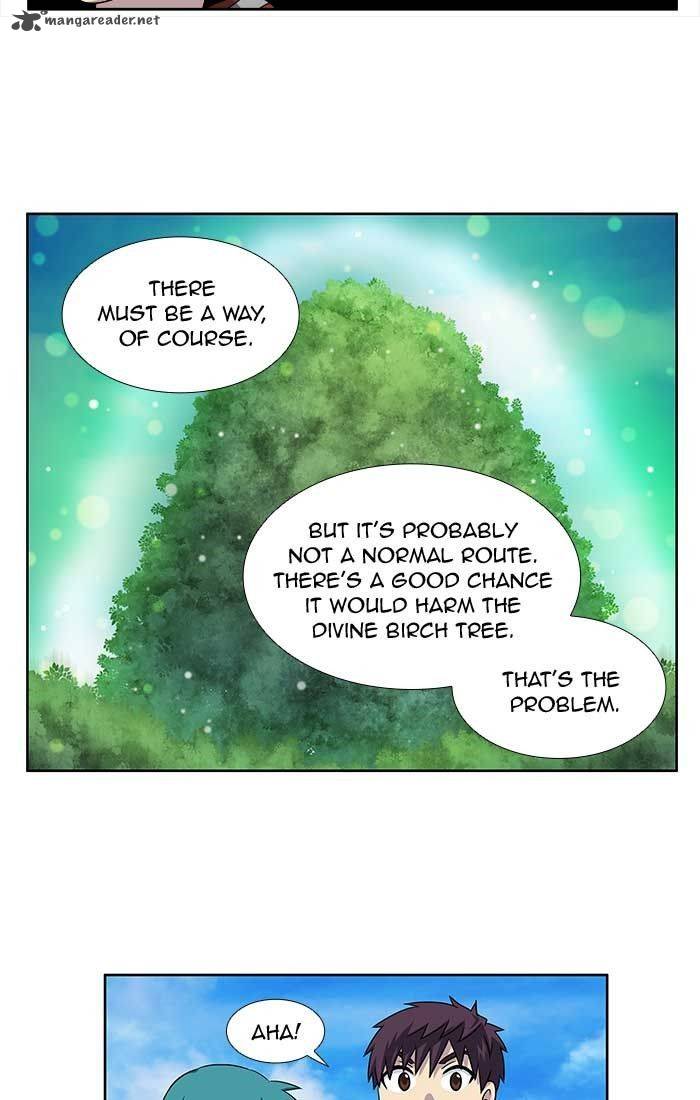 mangareader.net
THERE
MUST BE A WAY,
OF COURSE.
BUT IT'S PROBABLY
NOT A NORMAL ROUTE.
THERE'S A GOOD CHANCE
IT WOULD HARM THE
DIVINE BIRCH TREE.
THAT'S THE
PROBLEM.
AHA!